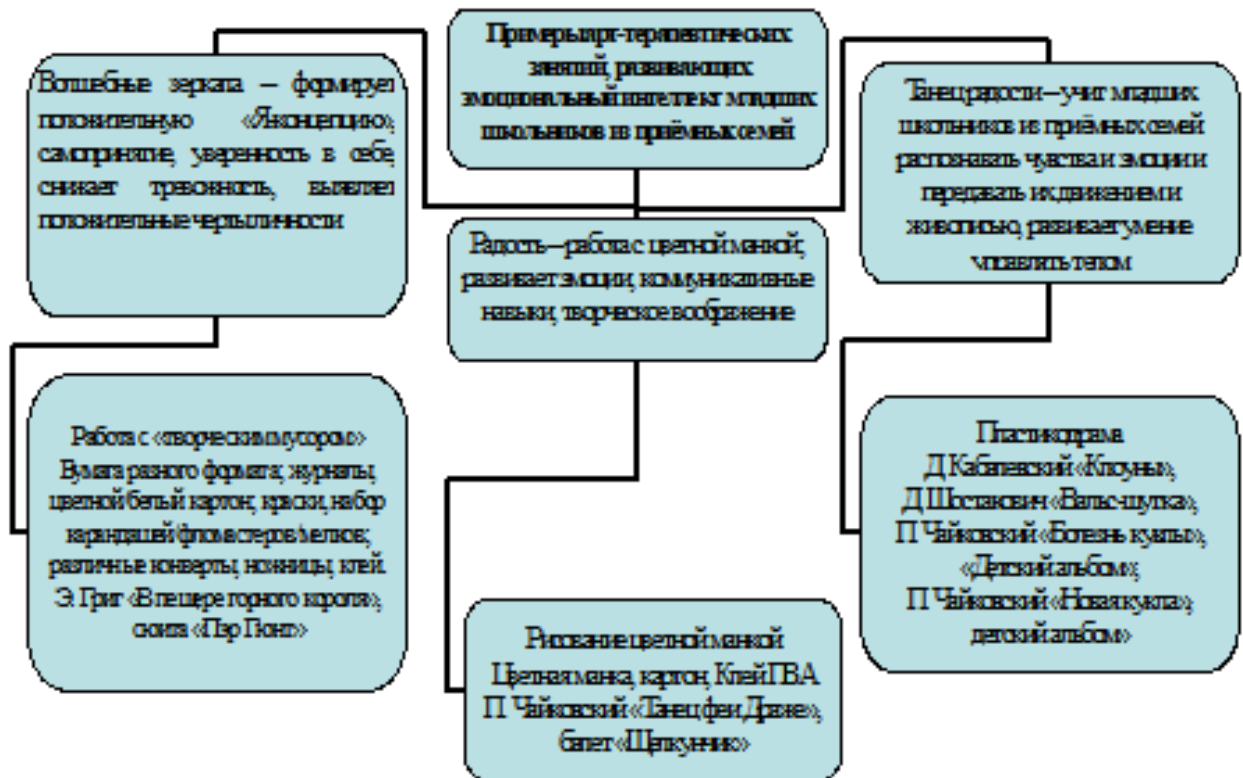 Примеры арт-терапевтических
занятий, развивающих
эмоциональный интеллект младших
школьников из приёмных семей
Волшебные зеркала – формирует
положительную «Я-концепцию»,
самопринятие, уверенность в себе,
снижает тревожность, выявляет
положительные черты личности
Радость – работа с цветной манкой;
развивает эмоции, коммуникативные
навыки, творческое воображение
Танец радости – учит младших
школьников из приёмных семей
распознавать чувства и эмоции и
передавать их движением и
живописью, развивает умение
управлять телом
Работа с «творческим мусором»
Бумага разного формата; журналы,
цветной белый картон; краски, набор
карандашей/фломастеров/мелков;
различные конверты, ножницы, клей.
Э. Григ «В пещере горного короля»,
сюита «Пэр Гюнт»
Рисование цветной манкой
Цветная манка, картон, Клей ПВА
П. Чайковский «Танец феи Драже»,
балет «Щелкунчик»
Пластикодрама
Д. Кабалевский «Клоуны»,
Д. Шостакович «Вальс-шутка»,
П. Чайковский «Болезнь куклы»,
«Детский альбом»;
П. Чайковский «Новая кукла»,
детский альбом»